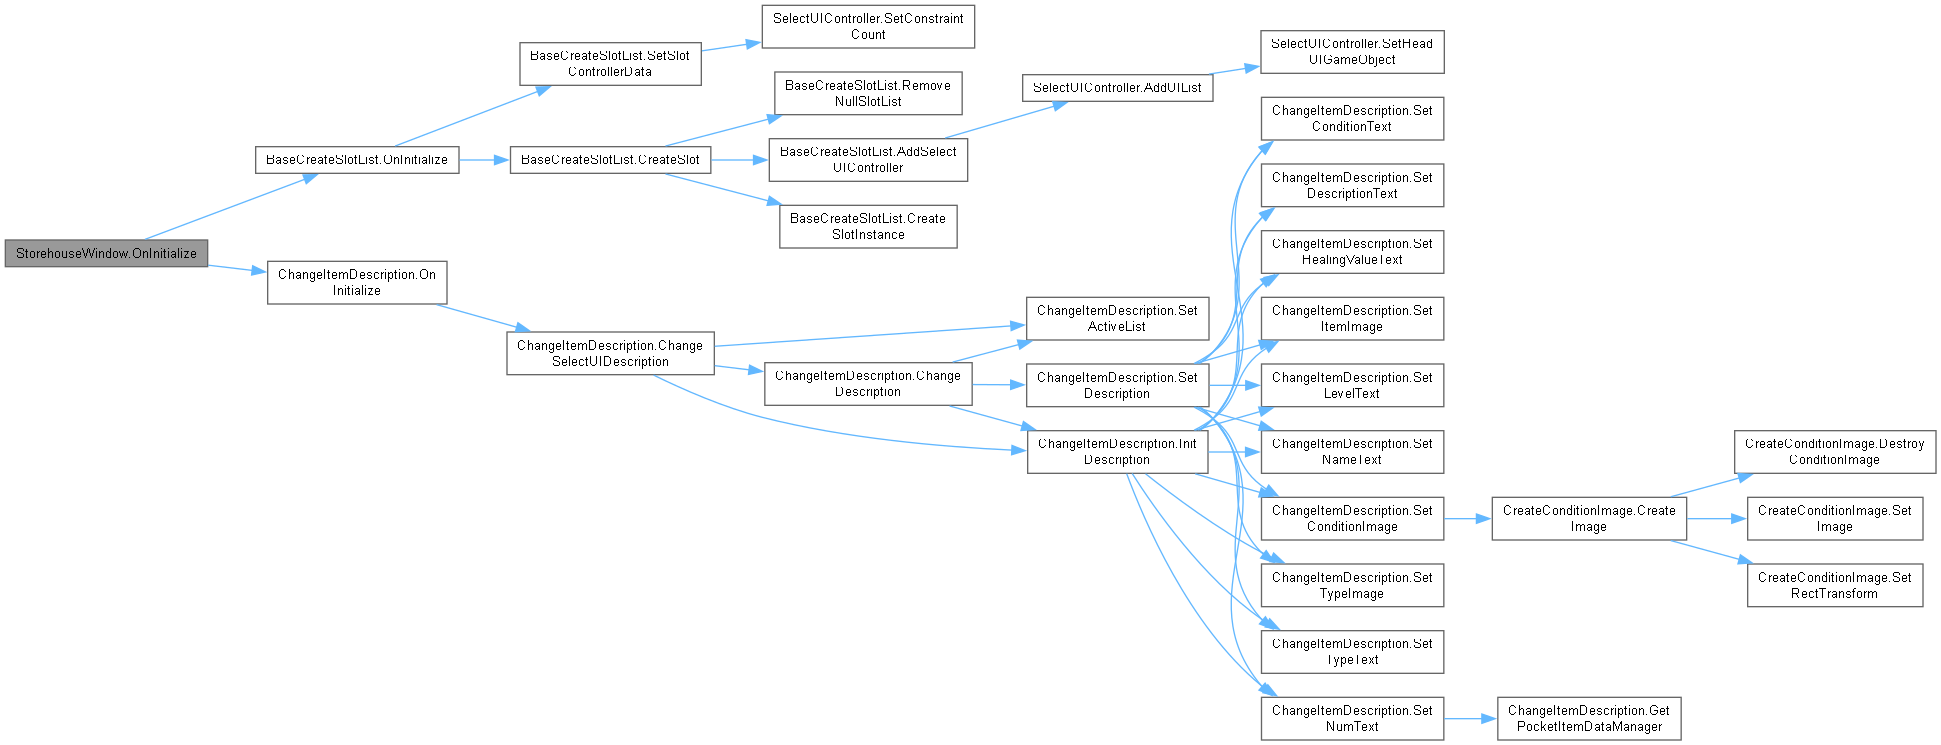 StorehouseWindow.OnInitialize
BaseCreateSlotList.OnInitialize
BaseCreateSlotList.SetSlot
ControllerData
SelectUIController.SetConstraint
Count
BaseCreateSlotList.CreateSlot
BaseCreateSlotList.Remove
NullSlotList
BaseCreateSlotList.AddSelect
UIController
SelectUIController.AddUIList
SelectUIController.SetHead
UIGameObject
BaseCreateSlotList.Create
SlotInstance
ChangeItemDescription.On
Initialize
ChangeItemDescription.Change
SelectUIDescription
ChangeItemDescription.Set
ActiveList
ChangeItemDescription.Change
Description
ChangeItemDescription.Set
Description
ChangeItemDescription.Init
Description
ChangeItemDescription.Set
ConditionText
ChangeItemDescription.Set
DescriptionText
ChangeItemDescription.Set
HealingValueText
ChangeItemDescription.Set
ItemImage
ChangeItemDescription.Set
LevelText
ChangeItemDescription.Set
NameText
ChangeItemDescription.Set
ConditionImage
ChangeItemDescription.Set
TypeImage
ChangeItemDescription.Set
TypeText
ChangeItemDescription.Set
NumText
CreateConditionImage.Create
Image
CreateConditionImage.Destroy
ConditionImage
CreateConditionImage.Set
Image
CreateConditionImage.Set
RectTransform
ChangeItemDescription.Get
PocketItemDataManager